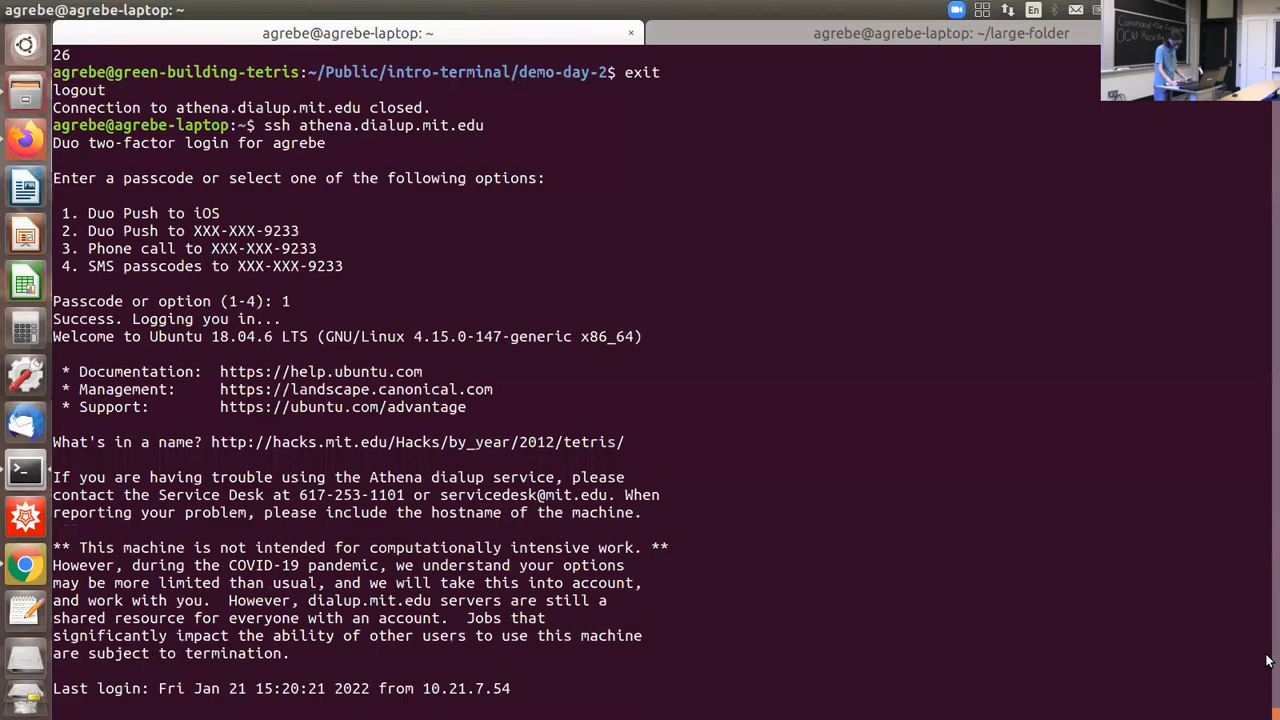 agrebe@agrebe-laptop: ~
En
agrebe@agrebe-laptop: ~ ×
agrebe@agrebe-laptop: ~/large-folder
Command-line
OCW
26
agrebe@green-building-tetris:~/Public/intro-terminal/demo-day-2$ exit
logout
Connection to athena.dialup.mit.edu closed.
agrebe@agrebe-laptop:~$ ssh athena.dialup.mit.edu
Duo two-factor login for agrebe
Enter a passcode or select one of the following options:
1. Duo Push to iOS
2. Duo Push to XXX-XXX-9233
3. Phone call to XXX-XXX-9233
4. SMS passcodes to XXX-XXX-9233
Passcode or option (1-4): 1
Success. Logging you in...
Welcome to Ubuntu 18.04.6 LTS (GNU/Linux 4.15.0-147-generic x86_64)
* Documentation: https://help.ubuntu.com
* Management: https://landscape.canonical.com
* Support: https://ubuntu.com/advantage
What's in a name? http://hacks.mit.edu/Hacks/by_year/2012/tetris/
If you are having trouble using the Athena dialup service, please
contact the Service Desk at 617-253-1101 or servicedesk@mit.edu. When
reporting your problem, please include the hostname of the machine.
** This machine is not intended for computationally intensive work. **
However, during the COVID-19 pandemic, we understand your options
may be more limited than usual, and we will take this into account,
and work with you. However, dialup.mit.edu servers are still a
shared resource for everyone with an account. Jobs that
significantly impact the ability of other users to use this machine
are subject to termination.
Last login: Fri Jan 21 15:20:21 2022 from 10.21.7.54